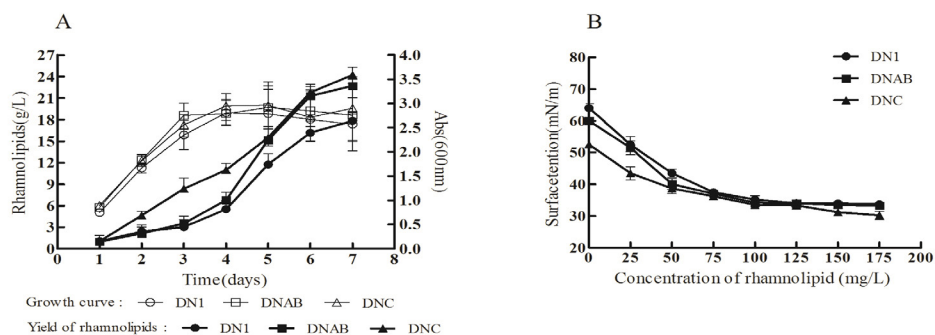 A
Rhamnolipids(g/L)
27
24
21
18
15
12
9
6
3
0
4.0
3.5
3.0
2.5
2.0
1.5
1.0
0.5
0.0
Abs(600nm)
0 1 2 3 4 5 6 7 8
Time(days)
Growth curve : DN1 DNAB DNC
Yield of rhamnolipids : DN1 DNAB DNC
B
Surfacetention(mN/m)
80
70
60
50
40
30
20
DN1
DNAB
DNC
0 25 50 75 100 125 150 175 200
Concentration of rhamnolipid (mg/L)